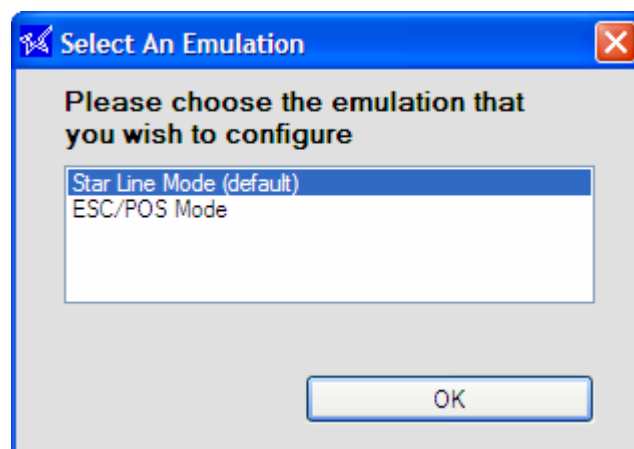 Select An Emulation
Please choose the emulation that
you wish to configure
Star Line Mode (default)
ESC/POS Mode
OK